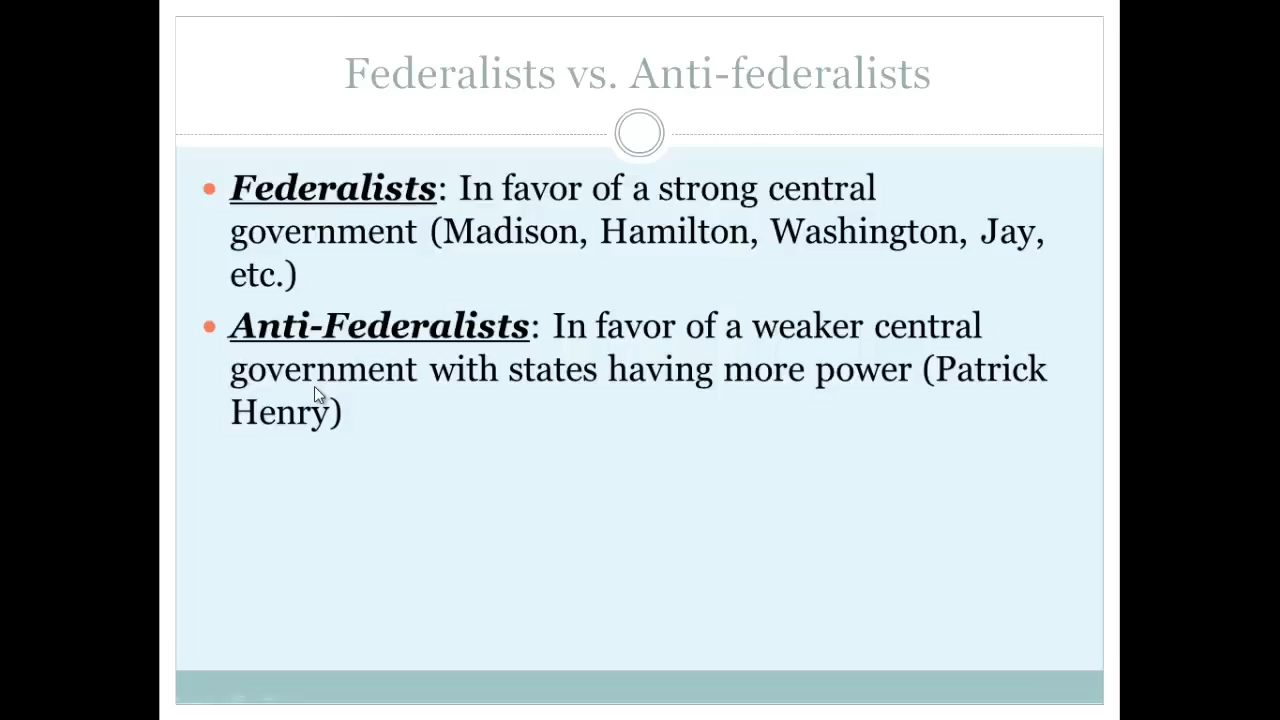 Federalists vs. Anti-federalists
• Federalists: In favor of a strong central
government (Madison, Hamilton, Washington, Jay,
etc.)
• Anti-Federalists: In favor of a weaker central
government with states having more power (Patrick
Henry)